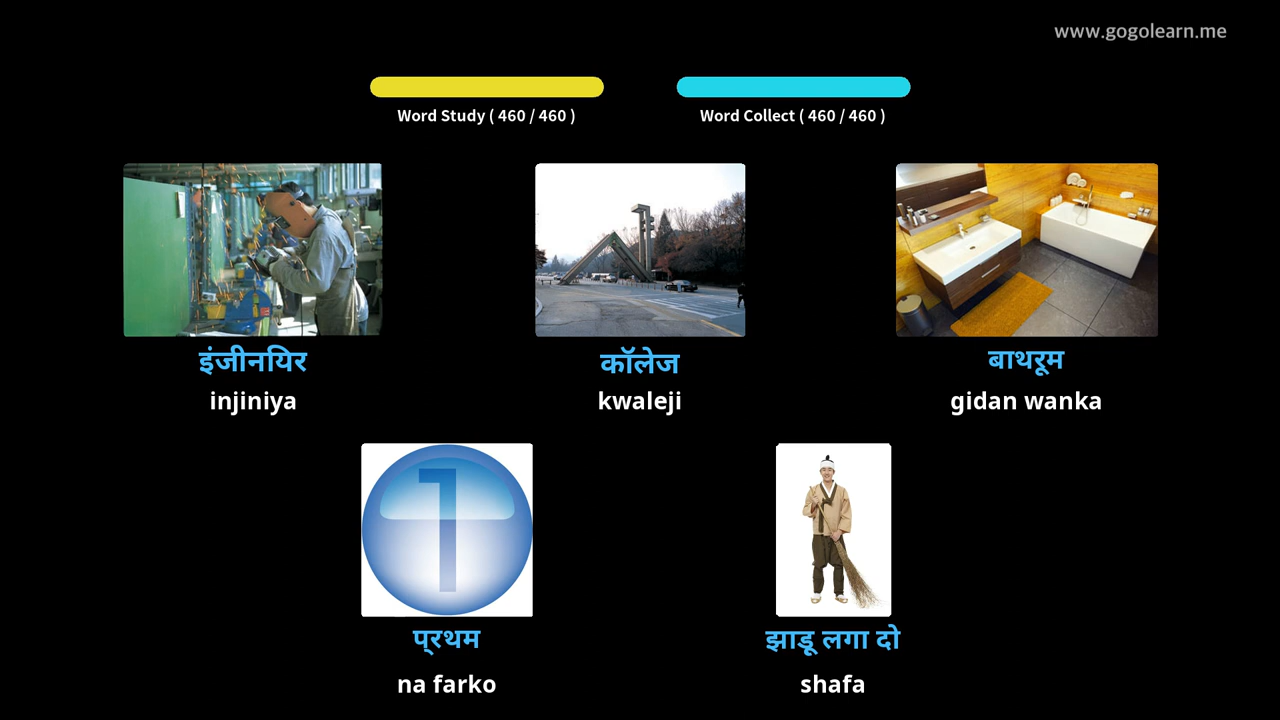 www.gogolearn.me
Word Study ( 460 / 460 )
Word Collect ( 460 / 460 )
इंजीनियर
injiniya
कॉलेज
kwaleji
बाथरूम
gidan wanka
1
प्रथम
na farko
झाड़ू लगा दो
shafa